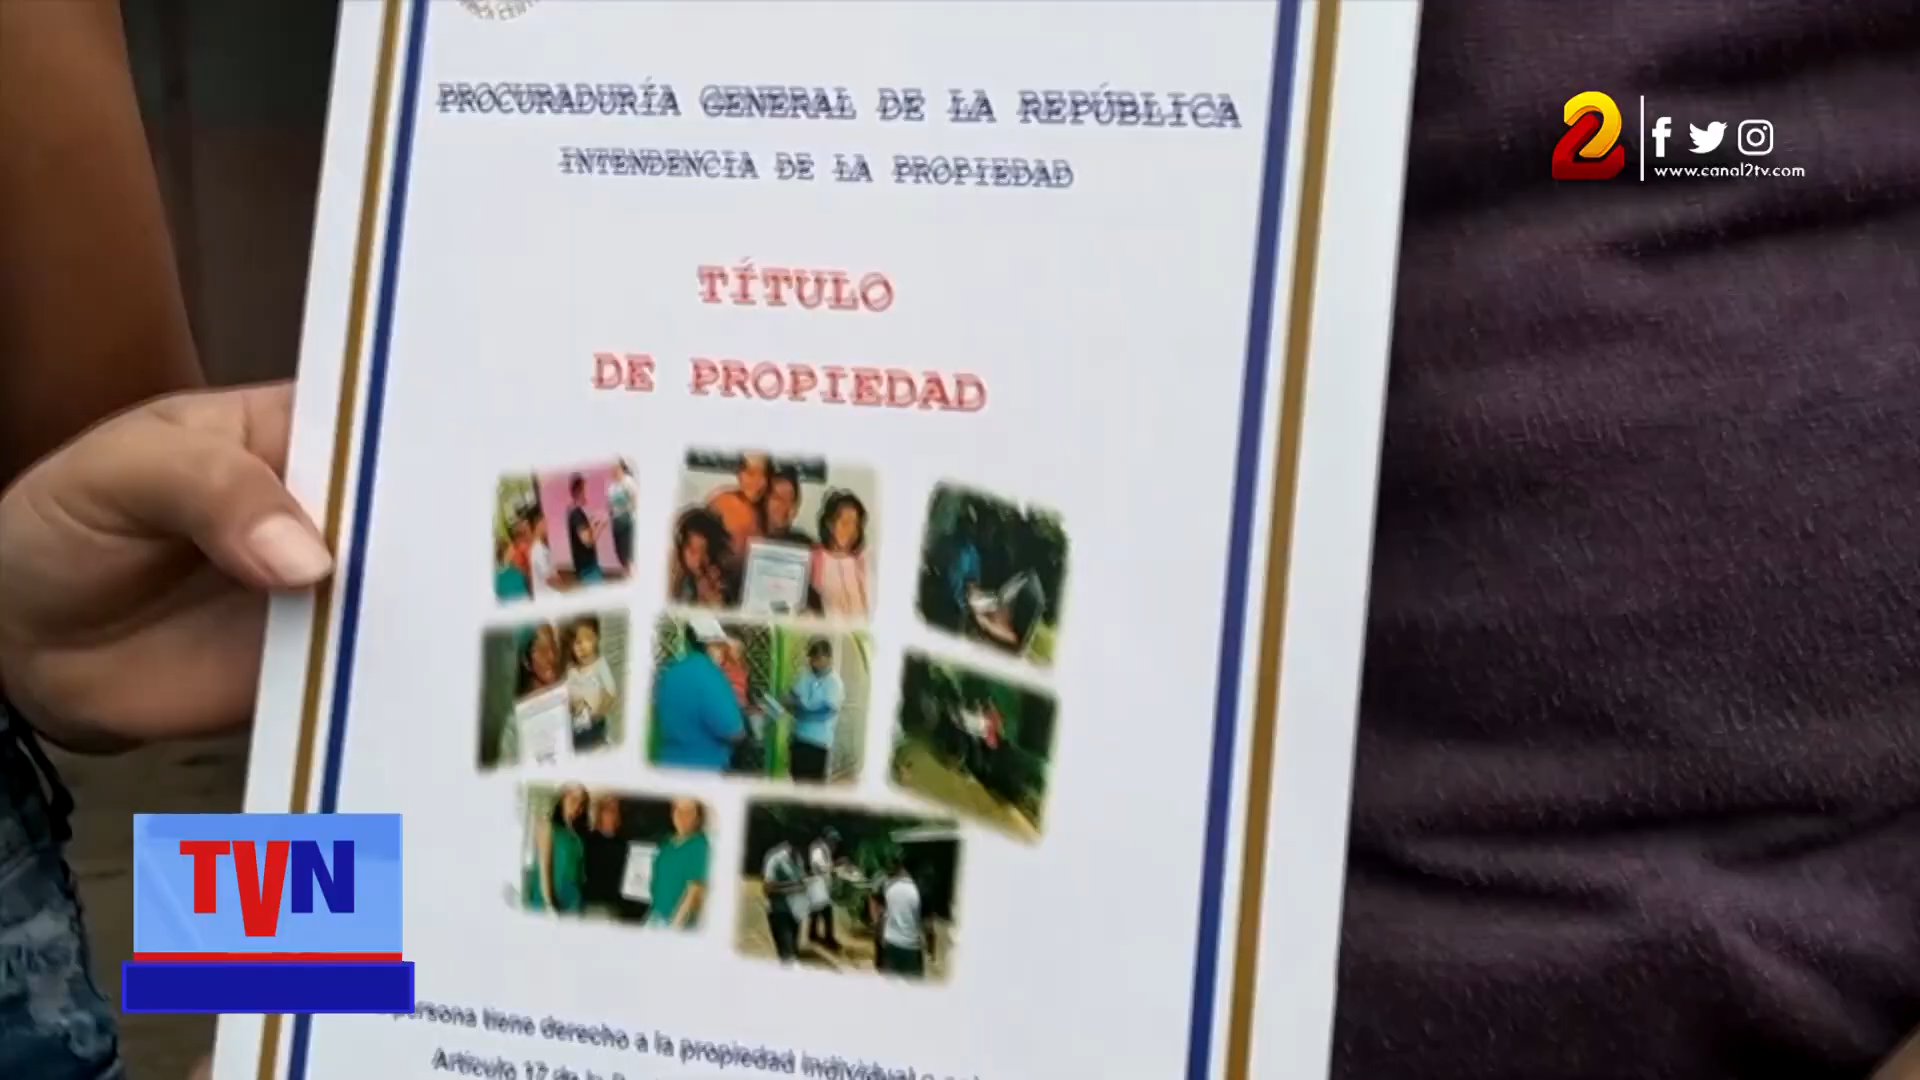 PROCURADURÍA GENERAL DE LA REPÚBLICA
INTENDENCIA DE LA PROPIEDAD
TÍTULO
DE PROPIEDAD
2
www.canal2tv.com
TVN
persona tiene derecho a la propiedad individual
Artículo 17 de la